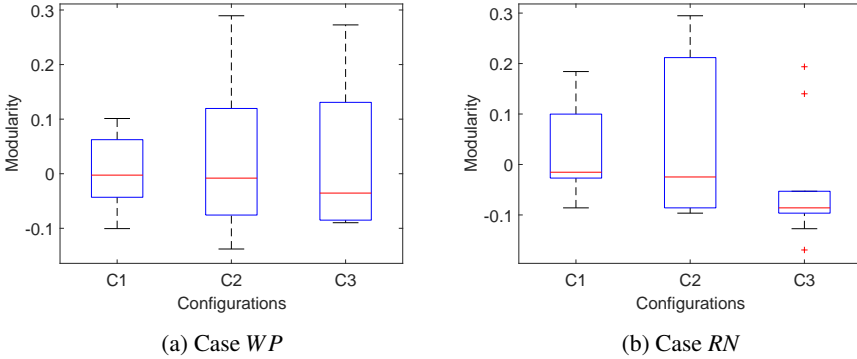 0.3
0.2
0.1
0
-0.1
Modularity
C1 C2 C3
Configurations
(a) Case WP
0.3
0.2
0.1
0
-0.1
Modularity
C1 C2 C3
Configurations
(b) Case RN